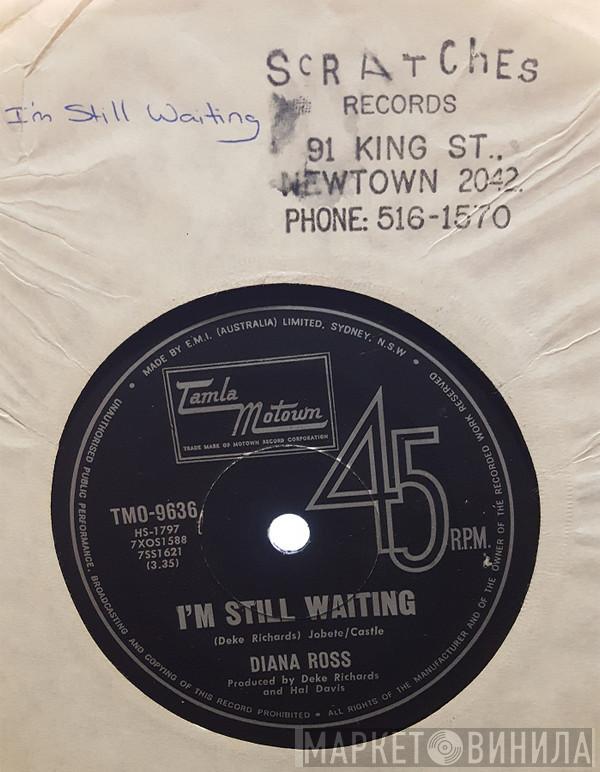 SCRATCHES
RECORDS
91 KING ST.,
NEWTOWN 2042.
PHONE: 516-1570
I'm Still Waiting
• MADE BY E.M.I. (AUSTRALIA) LIMITED, SYDNEY, N.S.W •
Tamla
Motown
TRADE MARK OF MOTOWN RECORD CORPORATION
45
R.P.M.
TMO-9636
HS-1797
7XOS1588
7SS1621
(3.35)
I'M STILL WAITING
(Deke Richards) Jobete/Castle
DIANA ROSS
Produced by Deke Richards
and Hal Davis
UNAUTHORISED PUBLIC PERFORMANCE, BROADCASTING AND COPYING OF THIS RECORD PROHIBITED • ALL RIGHTS OF THE MANUFACTURER AND OF THE OWNER OF THE RECORDED WORK RESERVED
МАРКЕТ ВИНИЛА